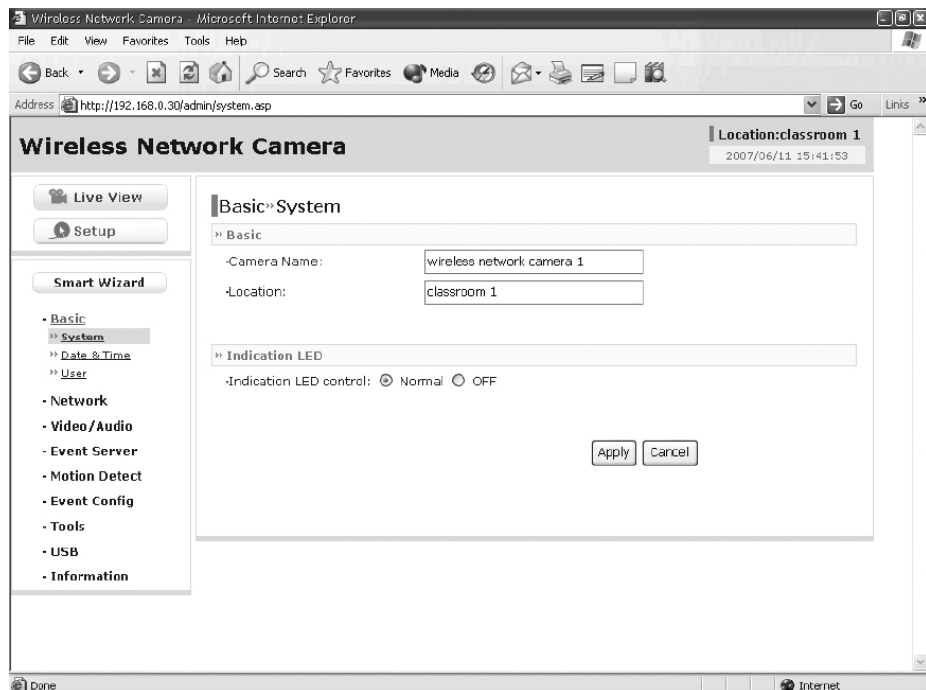 Wireless Network Camera - Microsoft Internet Explorer
File Edit View Favorites Tools Help
Back Search Favorites Media
Address http://192.168.0.30/admin/system.asp Go Links »
Wireless Network Camera
Location:classroom 1
2007/06/11 15:41:53
Live View
Setup
Smart Wizard
- Basic
» System
» Date & Time
» User
- Network
- Video/Audio
- Event Server
- Motion Detect
- Event Config
- Tools
- USB
- Information
Basic»System
» Basic
·Camera Name: wireless network camera 1
·Location: classroom 1
» Indication LED
·Indication LED control: Normal OFF
Apply Cancel
Done Internet